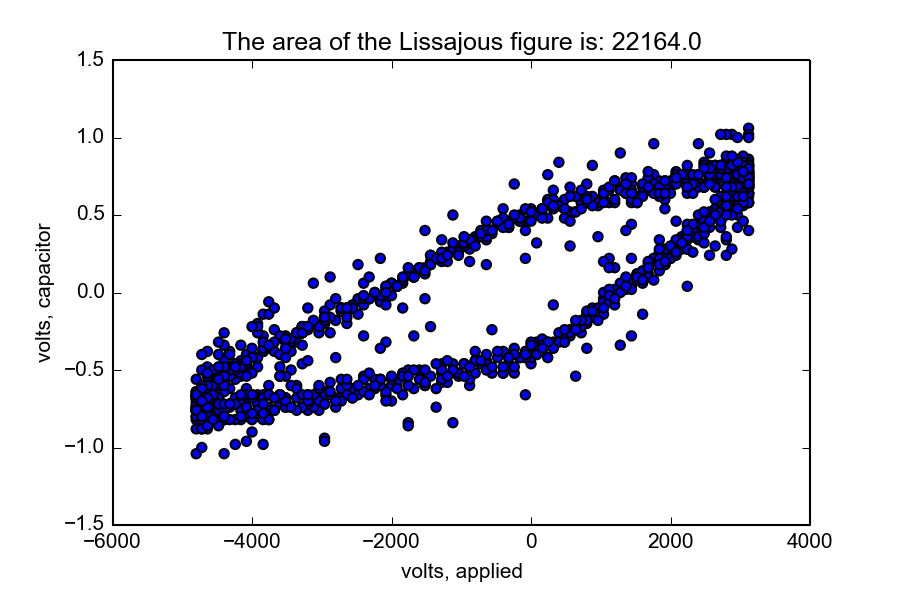 The area of the Lissajous figure is: 22164.0
1.5
1.0
0.5
0.0
−0.5
−1.0
−1.5
volts, capacitor
−6000 −4000 −2000 0 2000 4000
volts, applied